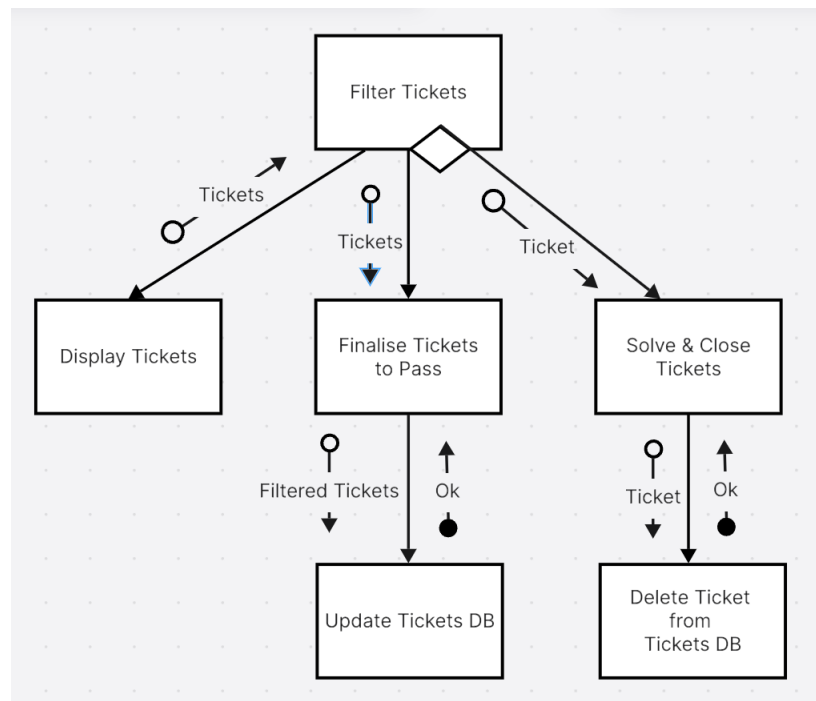 Filter Tickets
Tickets
Tickets
Ticket
Display Tickets
Finalise Tickets
to Pass
Solve & Close
Tickets
Filtered Tickets
Ok
Ticket
Ok
Update Tickets DB
Delete Ticket
from
Tickets DB